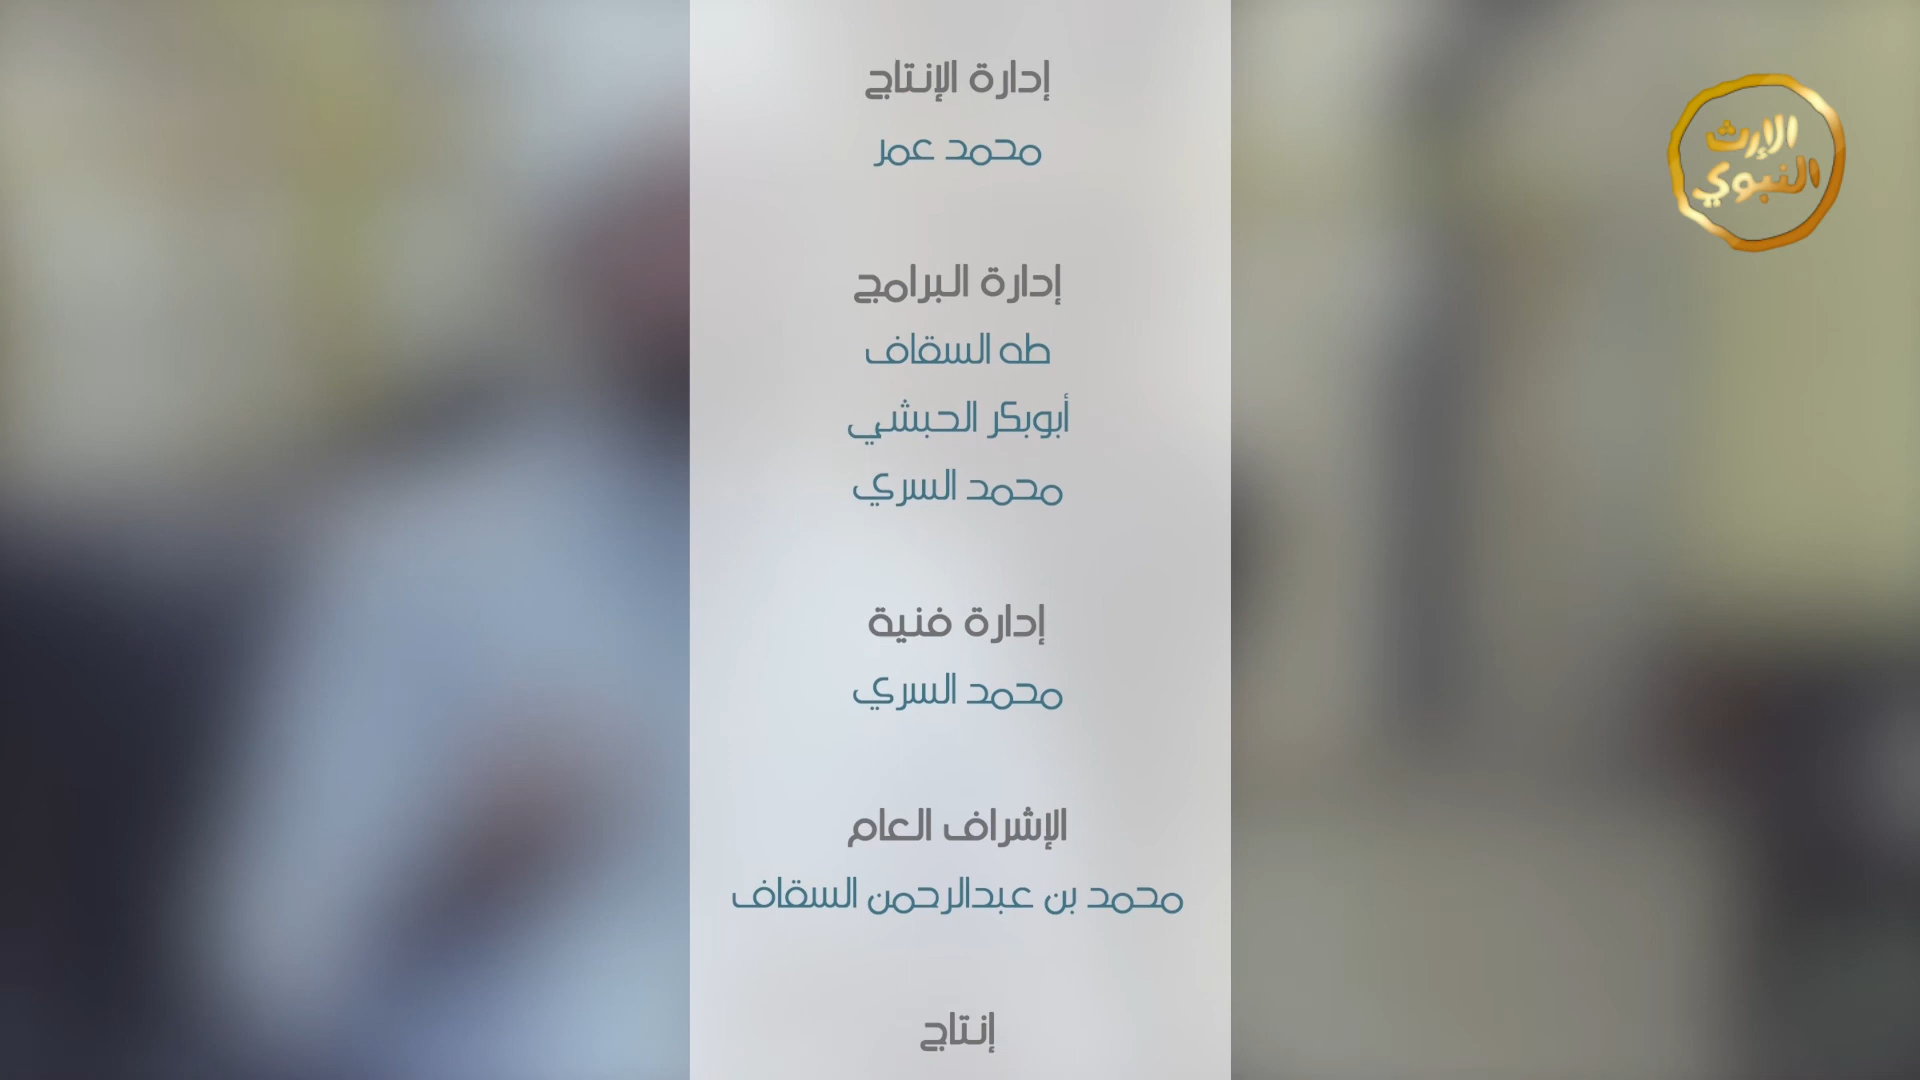 إدارة الإنتاج
محمد عمر
إدارة البرامج
طه السقاف
أبوبكر الحبشي
محمد السري
إدارة فنية
محمد السري
الإشراف العام
محمد بن عبدالرحمن السقاف
إنتاج
الإرث
النبوي